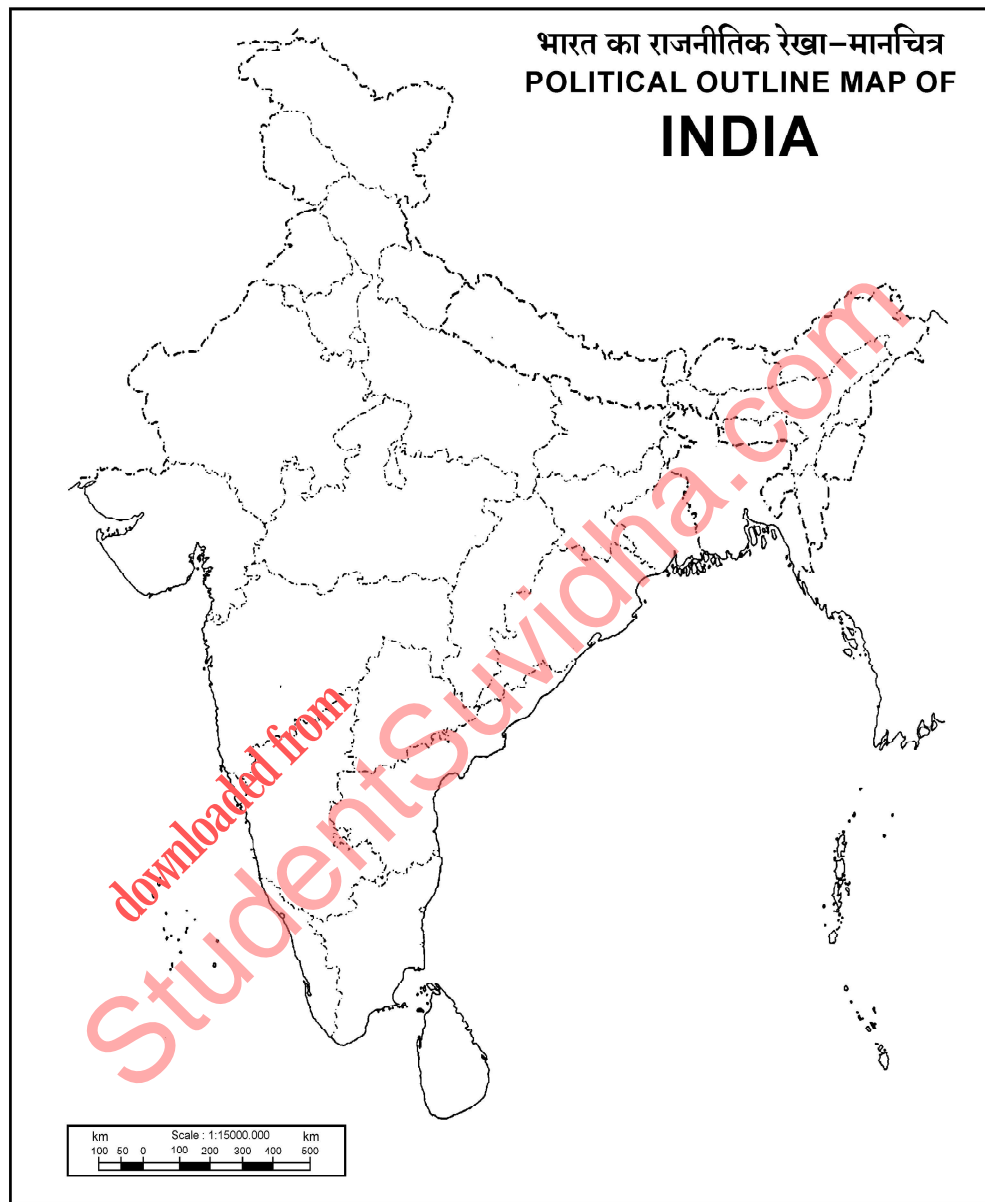 भारत का राजनीतिक रेखा–मानचित्र
POLITICAL OUTLINE MAP OF
INDIA
downloaded from
StudentSuvidha.com
km Scale : 1:15000.000 km
100 50 0 100 200 300 400 500